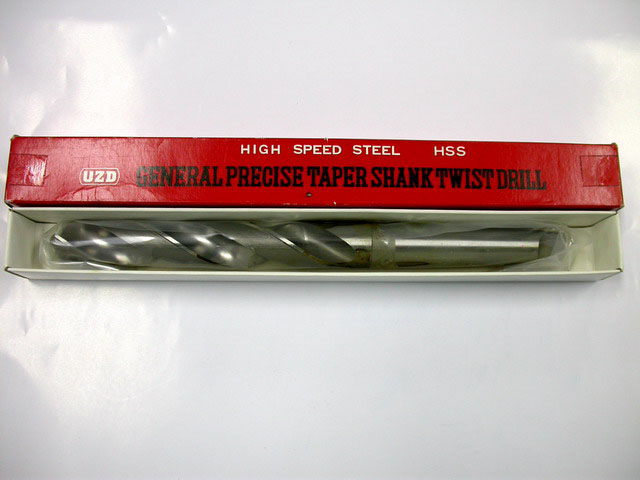 HIGH SPEED STEEL HSS
UZD GENERAL PRECISE TAPER SHANK TWIST DRILL